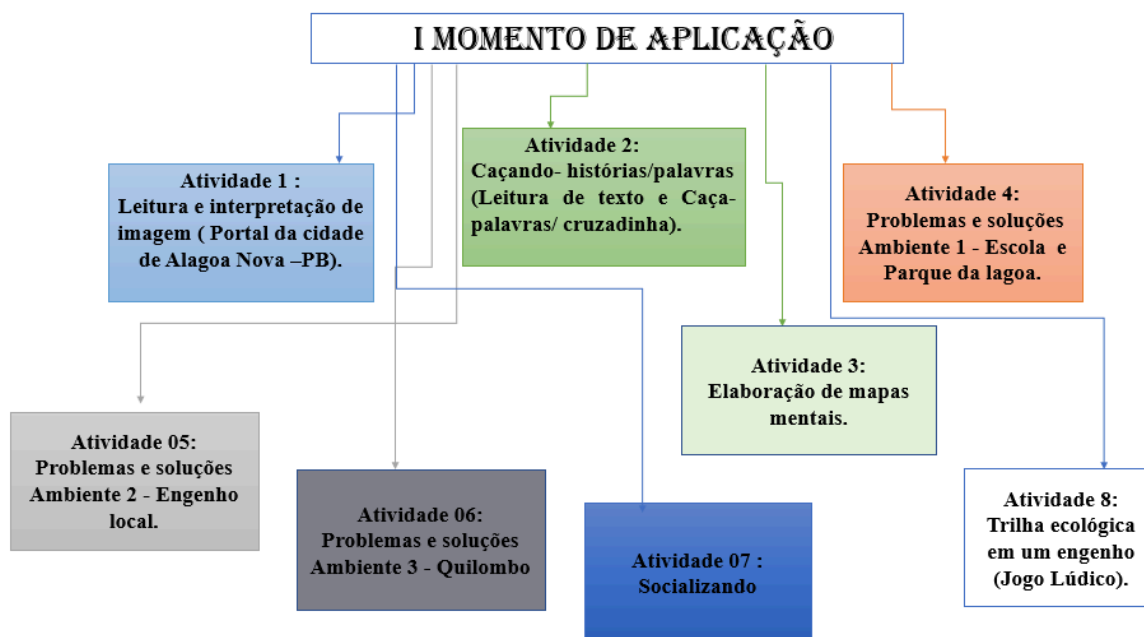 I MOMENTO DE APLICAÇÃO
Atividade 1 :
Leitura e interpretação de
imagem ( Portal da cidade
de Alagoa Nova –PB).
Atividade 2:
Caçando- histórias/palavras
(Leitura de texto e Caça-
palavras/ cruzadinha).
Atividade 4:
Problemas e soluções
Ambiente 1 - Escola e
Parque da lagoa.
Atividade 3:
Elaboração de mapas
mentais.
Atividade 05:
Problemas e soluções
Ambiente 2 - Engenho
local.
Atividade 06:
Problemas e soluções
Ambiente 3 - Quilombo
Atividade 07 :
Socializando
Atividade 8:
Trilha ecológica
em um engenho
(Jogo Lúdico).